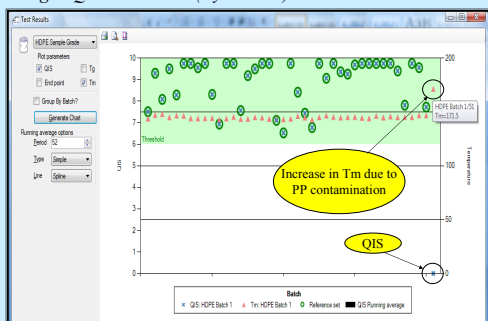 Test Results
HDPE Sample Grade
Plot parameters
QIS
Tg
End point
Tm
Group By Batch?
Generate Chart
Running average options
Period 52
Type Simple
Line Spline
10
9
8
7
6
5
4
3
2
1
0
QIS
Threshold
200
100
50
0
Temperature
HDPE Batch 1/51
Tm=171.5
Increase in Tm due to
PP contamination
QIS
Batch
QIS: HDPE Batch 1
Tm: HDPE Batch 1
Reference set
QIS Running average